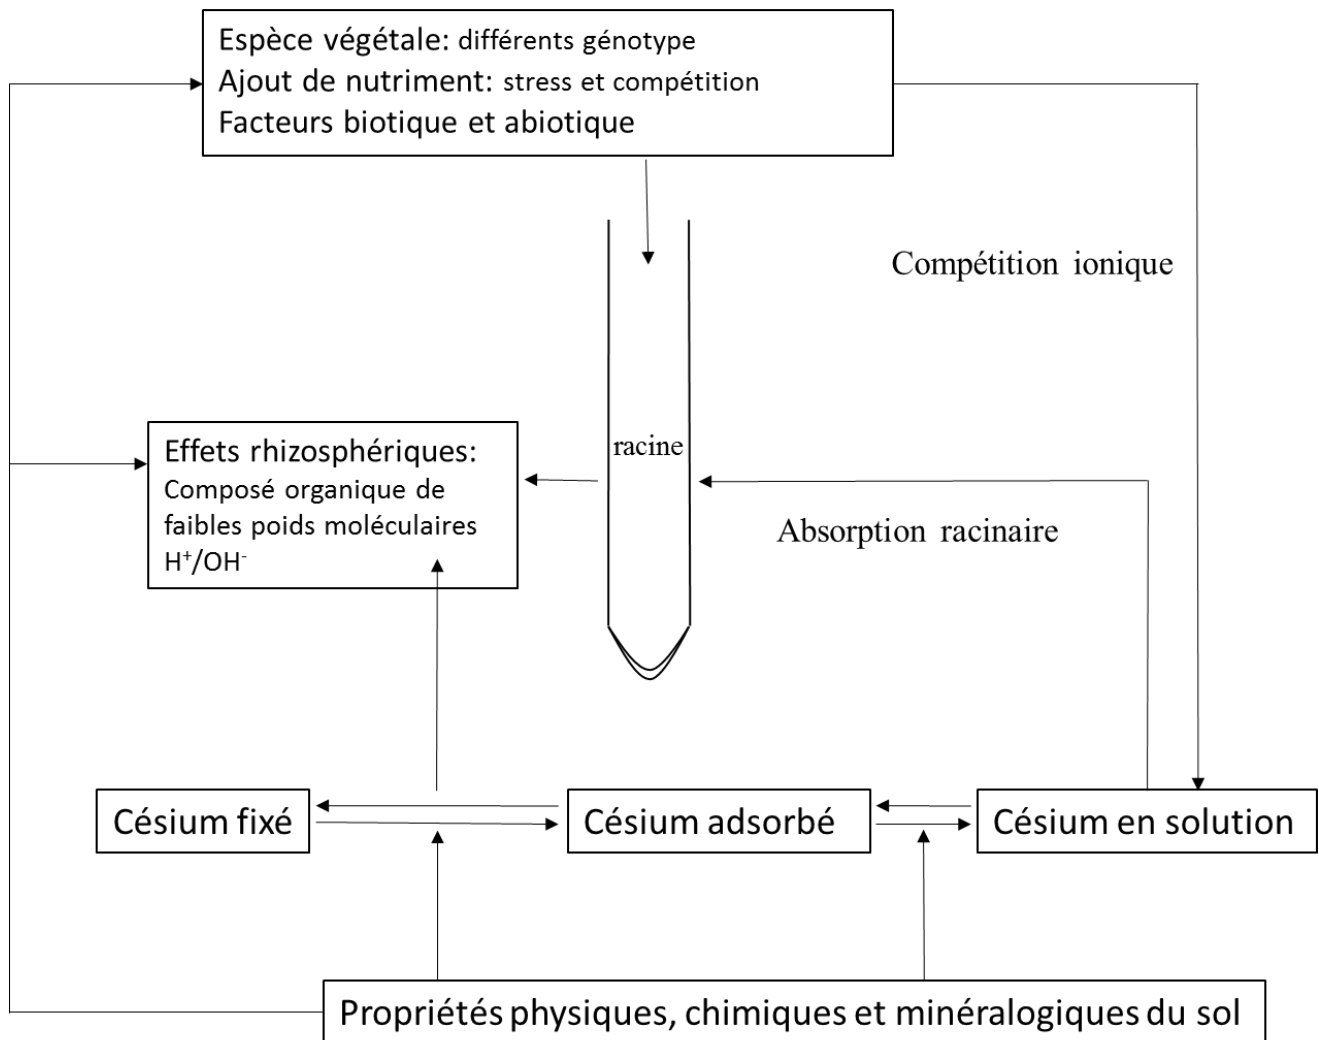 Espèce végétale: différents génotype
Ajout de nutriment: stress et compétition
Facteurs biotique et abiotique
Compétition ionique
Effets rhizosphériques:
Composé organique de
faibles poids moléculaires
H⁺/OH⁻
racine
Absorption racinaire
Césium fixé
Césium adsorbé
Césium en solution
Propriétés physiques, chimiques et minéralogiques du sol